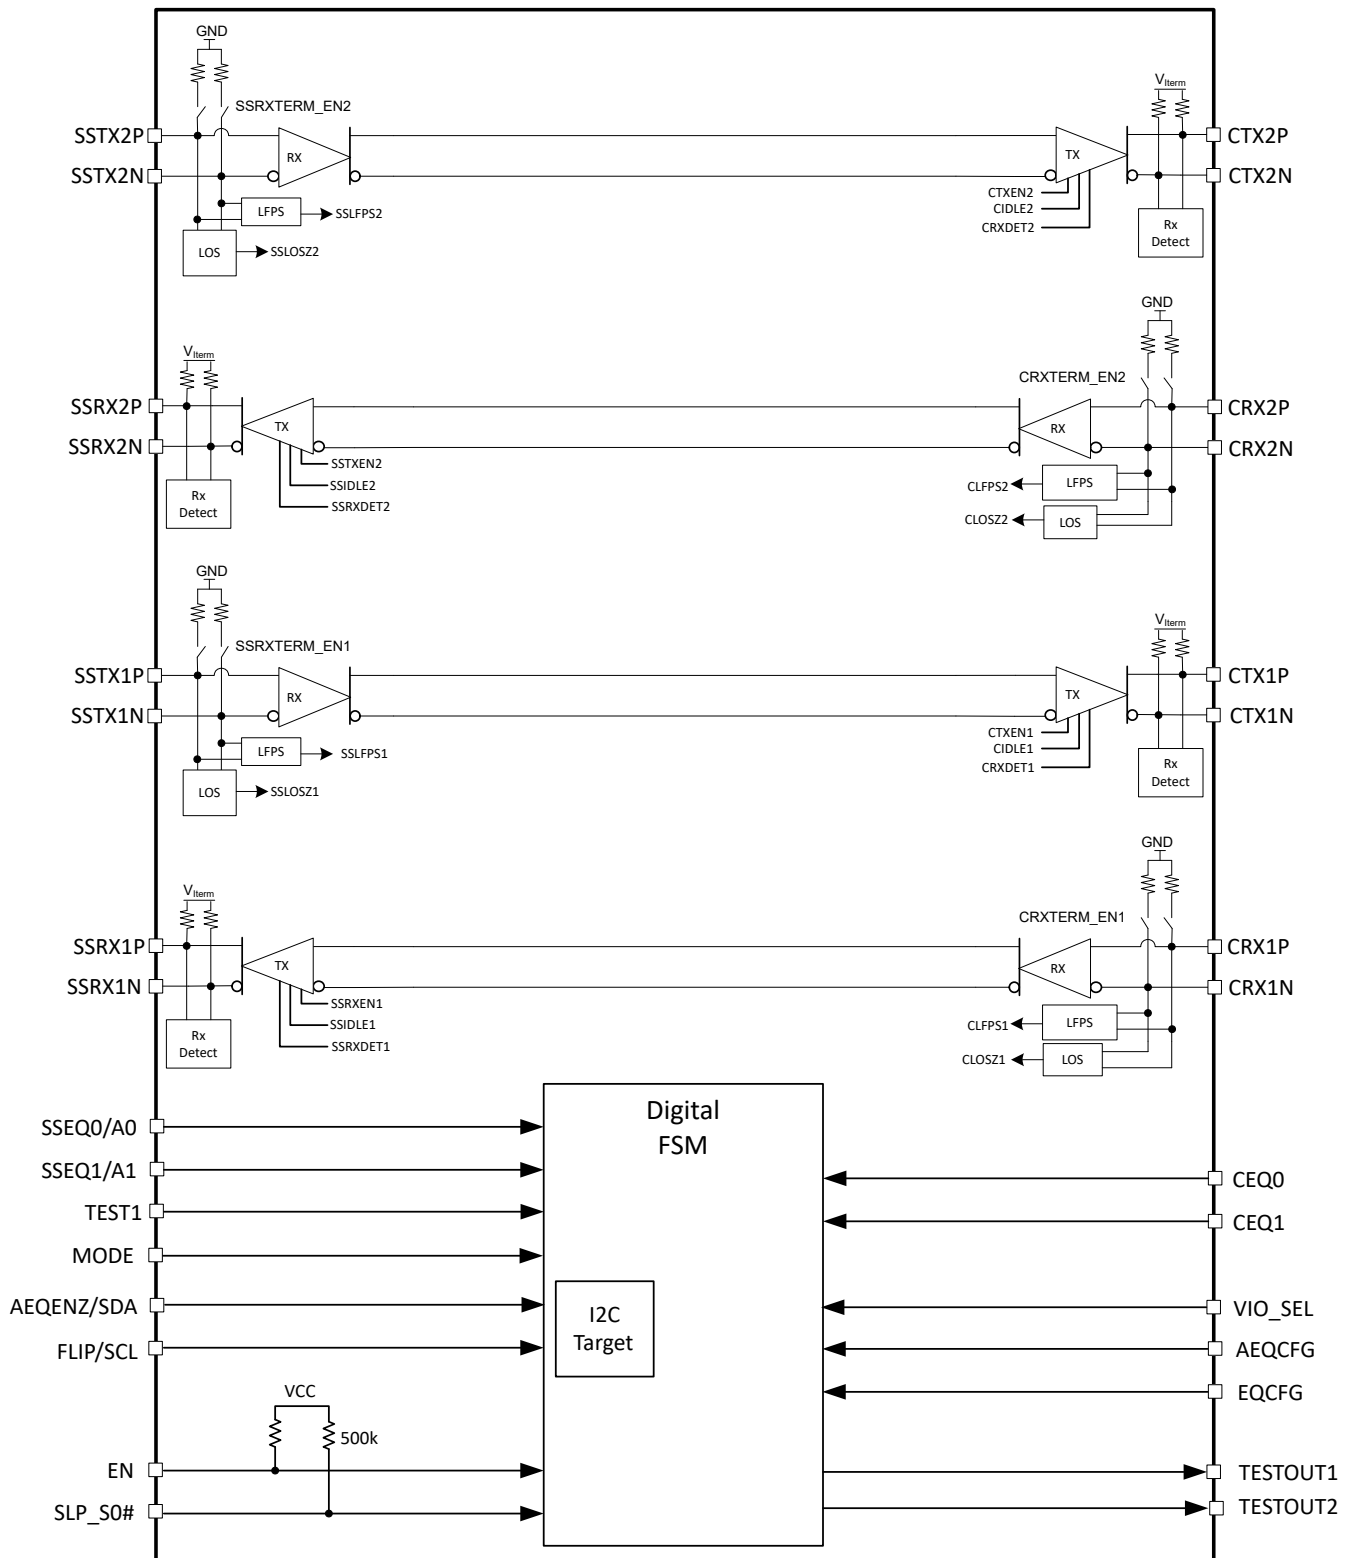 GND
SSRXTERM_EN2
VIterm
SSTX2P
RX
TX
CTX2P
SSTX2N
CTX2N
CTXEN2
LFPS
SSLFPS2
CIDLE2
CRXDET2
Rx
Detect
LOS
SSLOSZ2
GND
VIterm
CRXTERM_EN2
SSRX2P
TX
RX
CRX2P
SSRX2N
CRX2N
SSTXEN2
SSIDLE2
CLFPS2
LFPS
Rx
Detect
SSRXDET2
CLOSZ2
LOS
GND
SSRXTERM_EN1
VIterm
SSTX1P
RX
TX
CTX1P
SSTX1N
CTX1N
CTXEN1
LFPS
SSLFPS1
CIDLE1
CRXDET1
Rx
Detect
LOS
SSLOSZ1
GND
VIterm
CRXTERM_EN1
SSRX1P
TX
RX
CRX1P
SSRX1N
CRX1N
SSRXEN1
SSIDLE1
CLFPS1
LFPS
Rx
Detect
SSRXDET1
CLOSZ1
LOS
Digital
FSM
SSEQ0/A0
SSEQ1/A1
TEST1
MODE
AEQENZ/SDA
FLIP/SCL
I2C
Target
CEQ0
CEQ1
VIO_SEL
AEQCFG
EQCFG
VCC
500k
EN
SLP_S0#
TESTOUT1
TESTOUT2